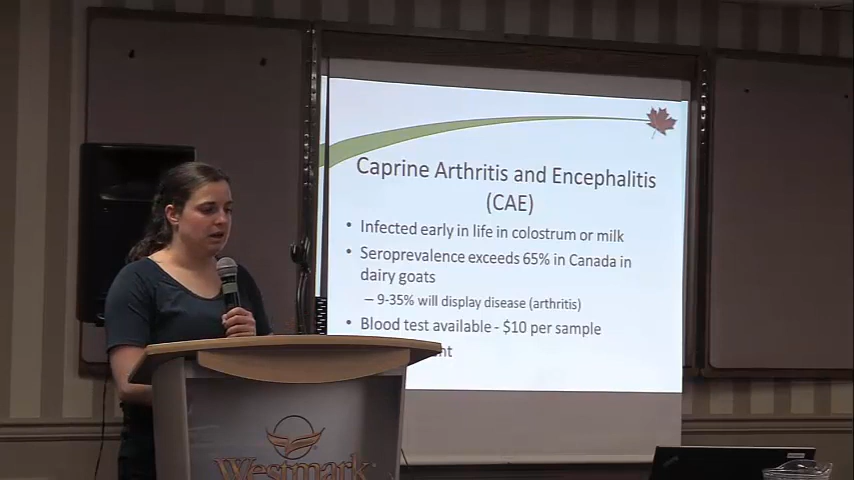 Caprine Arthritis and Encephalitis
(CAE)
• Infected early in life in colostrum or milk
• Seroprevalence exceeds 65% in Canada in
dairy goats
– 9-35% will display disease (arthritis)
• Blood test available - $10 per sample
Westmark